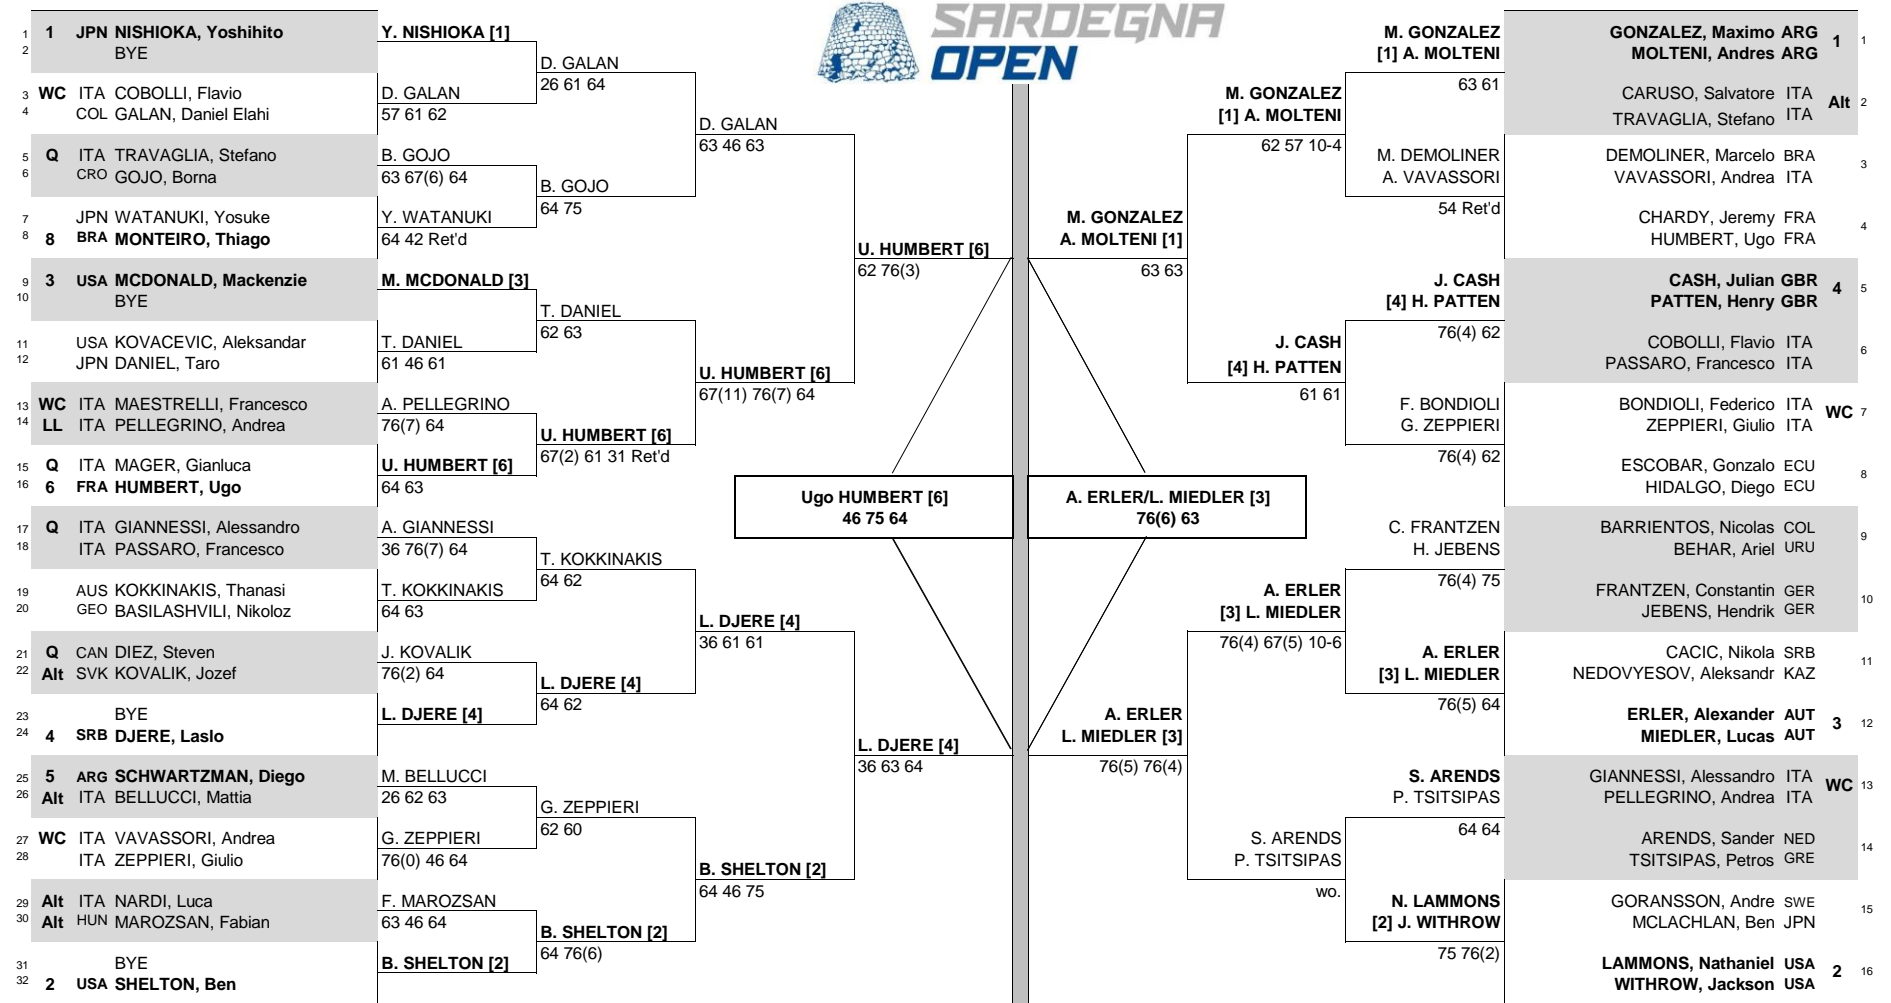 SARDEGNA
OPEN
1 1 JPN NISHIOKA, Yoshihito
2 BYE
3 WC ITA COBOLLI, Flavio
4 COL GALAN, Daniel Elahi
5 Q ITA TRAVAGLIA, Stefano
6 CRO GOJO, Borna
7 JPN WATANUKI, Yosuke
8 8 BRA MONTEIRO, Thiago
9 3 USA MCDONALD, Mackenzie
10 BYE
11 USA KOVACEVIC, Aleksandar
12 JPN DANIEL, Taro
13 WC ITA MAESTRELLI, Francesco
14 LL ITA PELLEGRINO, Andrea
15 Q ITA MAGER, Gianluca
16 6 FRA HUMBERT, Ugo
17 Q ITA GIANNESSI, Alessandro
18 ITA PASSARO, Francesco
19 AUS KOKKINAKIS, Thanasi
20 GEO BASILASHVILI, Nikoloz
21 Q CAN DIEZ, Steven
22 Alt SVK KOVALIK, Jozef
23 BYE
24 4 SRB DJERE, Laslo
25 5 ARG SCHWARTZMAN, Diego
26 Alt ITA BELLUCCI, Mattia
27 WC ITA VAVASSORI, Andrea
28 ITA ZEPPIERI, Giulio
29 Alt ITA NARDI, Luca
30 Alt HUN MAROZSAN, Fabian
31 BYE
32 2 USA SHELTON, Ben
Y. NISHIOKA [1]
D. GALAN
57 61 62
B. GOJO
63 67(6) 64
Y. WATANUKI
64 42 Ret'd
M. MCDONALD [3]
T. DANIEL
61 46 61
A. PELLEGRINO
76(7) 64
U. HUMBERT [6]
64 63
A. GIANNESSI
36 76(7) 64
T. KOKKINAKIS
64 63
J. KOVALIK
76(2) 64
L. DJERE [4]
M. BELLUCCI
26 62 63
G. ZEPPIERI
76(0) 46 64
F. MAROZSAN
63 46 64
B. SHELTON [2]
D. GALAN
26 61 64
B. GOJO
64 75
T. DANIEL
62 63
U. HUMBERT [6]
67(2) 61 31 Ret'd
T. KOKKINAKIS
64 62
L. DJERE [4]
64 62
G. ZEPPIERI
62 60
B. SHELTON [2]
64 76(6)
D. GALAN
63 46 63
U. HUMBERT [6]
67(11) 76(7) 64
L. DJERE [4]
36 61 61
B. SHELTON [2]
64 46 75
U. HUMBERT [6]
62 76(3)
L. DJERE [4]
36 63 64
Ugo HUMBERT [6]
46 75 64
A. ERLER/L. MIEDLER [3]
76(6) 63
M. GONZALEZ
A. MOLTENI [1]
63 63
A. ERLER
L. MIEDLER [3]
76(5) 76(4)
M. GONZALEZ
[1] A. MOLTENI
62 57 10-4
J. CASH
[4] H. PATTEN
61 61
A. ERLER
[3] L. MIEDLER
76(4) 67(5) 10-6
S. ARENDS
P. TSITSIPAS
wo.
M. GONZALEZ
[1] A. MOLTENI
63 61
M. DEMOLINER
A. VAVASSORI
54 Ret'd
J. CASH
[4] H. PATTEN
76(4) 62
F. BONDIOLI
G. ZEPPIERI
76(4) 62
C. FRANTZEN
H. JEBENS
76(4) 75
A. ERLER
[3] L. MIEDLER
76(5) 64
S. ARENDS
P. TSITSIPAS
64 64
N. LAMMONS
[2] J. WITHROW
75 76(2)
GONZALEZ, Maximo ARG 1 1
MOLTENI, Andres ARG
CARUSO, Salvatore ITA Alt 2
TRAVAGLIA, Stefano ITA
DEMOLINER, Marcelo BRA 3
VAVASSORI, Andrea ITA
CHARDY, Jeremy FRA 4
HUMBERT, Ugo FRA
CASH, Julian GBR 4 5
PATTEN, Henry GBR
COBOLLI, Flavio ITA 6
PASSARO, Francesco ITA
BONDIOLI, Federico ITA WC 7
ZEPPIERI, Giulio ITA
ESCOBAR, Gonzalo ECU 8
HIDALGO, Diego ECU
BARRIENTOS, Nicolas COL 9
BEHAR, Ariel URU
FRANTZEN, Constantin GER 10
JEBENS, Hendrik GER
CACIC, Nikola SRB 11
NEDOVYESOV, Aleksandr KAZ
ERLER, Alexander AUT 3 12
MIEDLER, Lucas AUT
GIANNESSI, Alessandro ITA WC 13
PELLEGRINO, Andrea ITA
ARENDS, Sander NED 14
TSITSIPAS, Petros GRE
GORANSSON, Andre SWE 15
MCLACHLAN, Ben JPN
LAMMONS, Nathaniel USA 2 16
WITHROW, Jackson USA